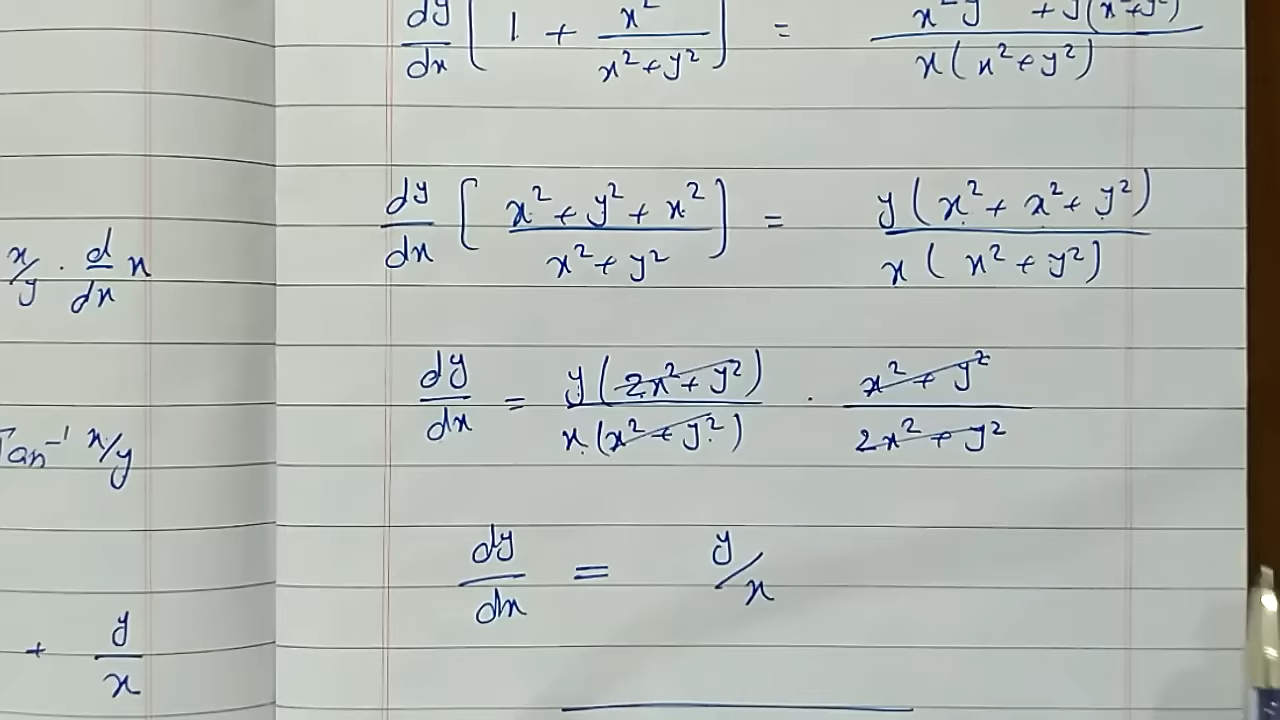 x/y . d/dx x
Tan⁻¹ x/y
+ y/x
dy/dx [ 1 + x²/(x²+y²) ] = (x²y + y(x²+y²))/(x(x²+y²))
dy/dx [ (x²+y²+x²)/(x²+y²) ] = y(x²+x²+y²)/(x(x²+y²))
dy/dx = y(2x²+y²)/(x(x²+y²)) . (x²+y²)/(2x²+y²)
dy/dx = y/x